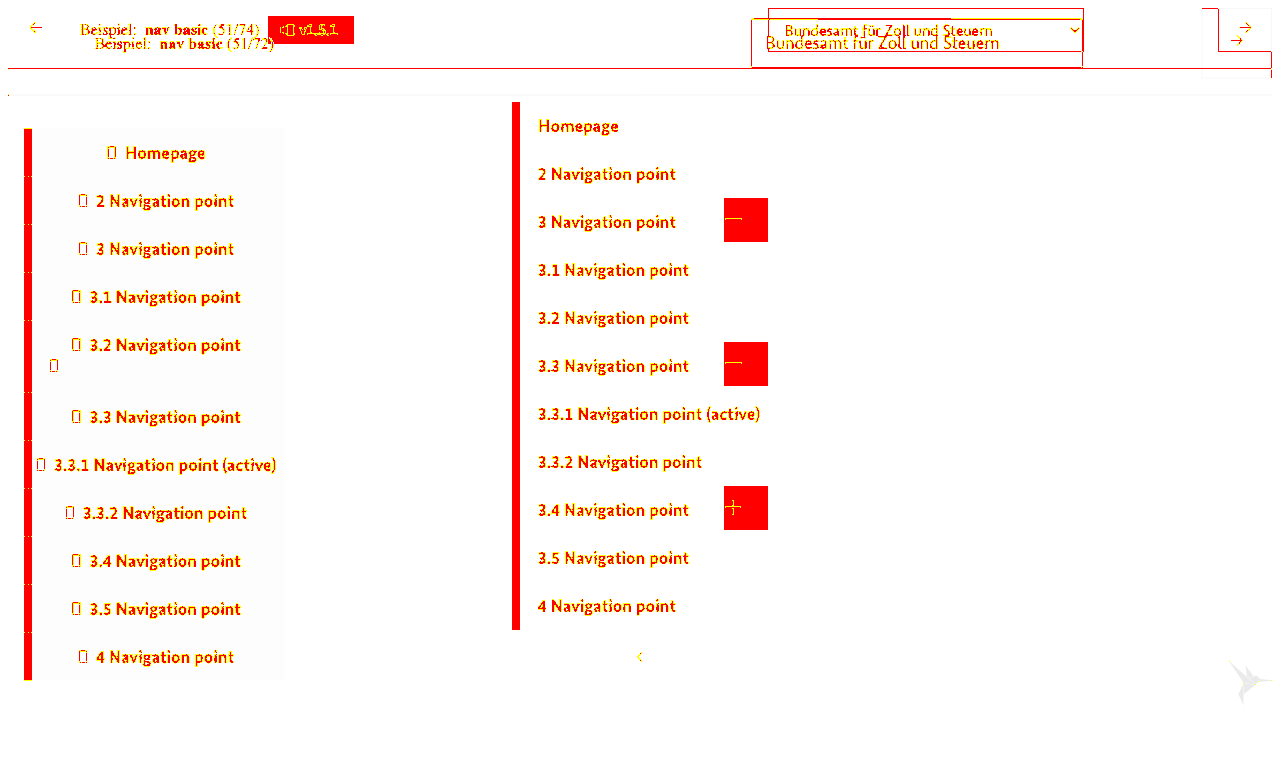 Beispiel: nav basic (51/74) v1.5.1
Beispiel: nav basic (51/72)
Bundesamt für Zoll und Steuern
Bundesamt für Zoll und Steuern
Homepage
2 Navigation point
3 Navigation point
3.1 Navigation point
3.2 Navigation point
3.3 Navigation point
3.3.1 Navigation point (active)
3.3.2 Navigation point
3.4 Navigation point
3.5 Navigation point
4 Navigation point
Homepage
2 Navigation point
3 Navigation point
3.1 Navigation point
3.2 Navigation point
3.3 Navigation point
3.3.1 Navigation point (active)
3.3.2 Navigation point
3.4 Navigation point
3.5 Navigation point
4 Navigation point